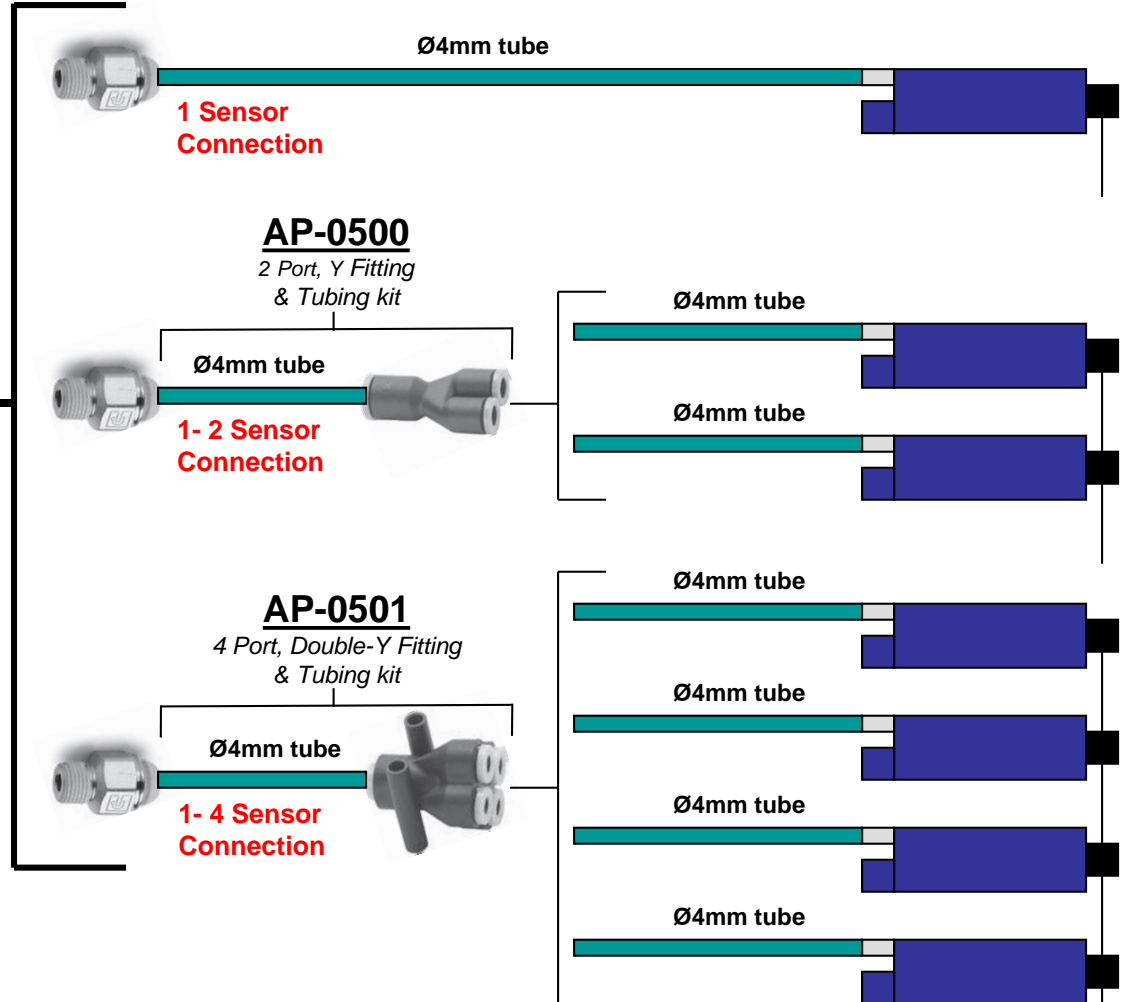 Ø4mm tube
1 Sensor
Connection
AP-0500
2 Port, Y Fitting
& Tubing kit
Ø4mm tube
1- 2 Sensor
Connection
Ø4mm tube
Ø4mm tube
AP-0501
4 Port, Double-Y Fitting
& Tubing kit
Ø4mm tube
1- 4 Sensor
Connection
Ø4mm tube
Ø4mm tube
Ø4mm tube
Ø4mm tube